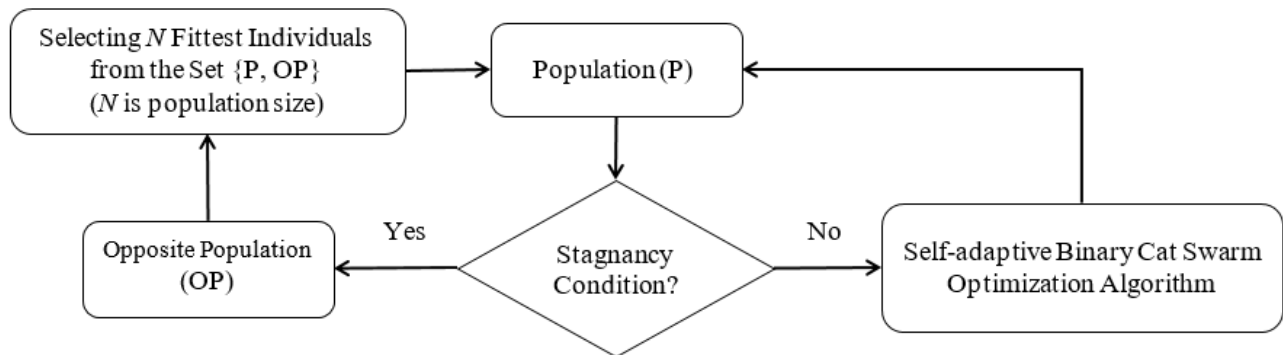 Selecting N Fittest Individuals
from the Set {P, OP}
(N is population size)
Population (P)
Yes
No
Opposite Population
(OP)
Stagnancy
Condition?
Self-adaptive Binary Cat Swarm
Optimization Algorithm